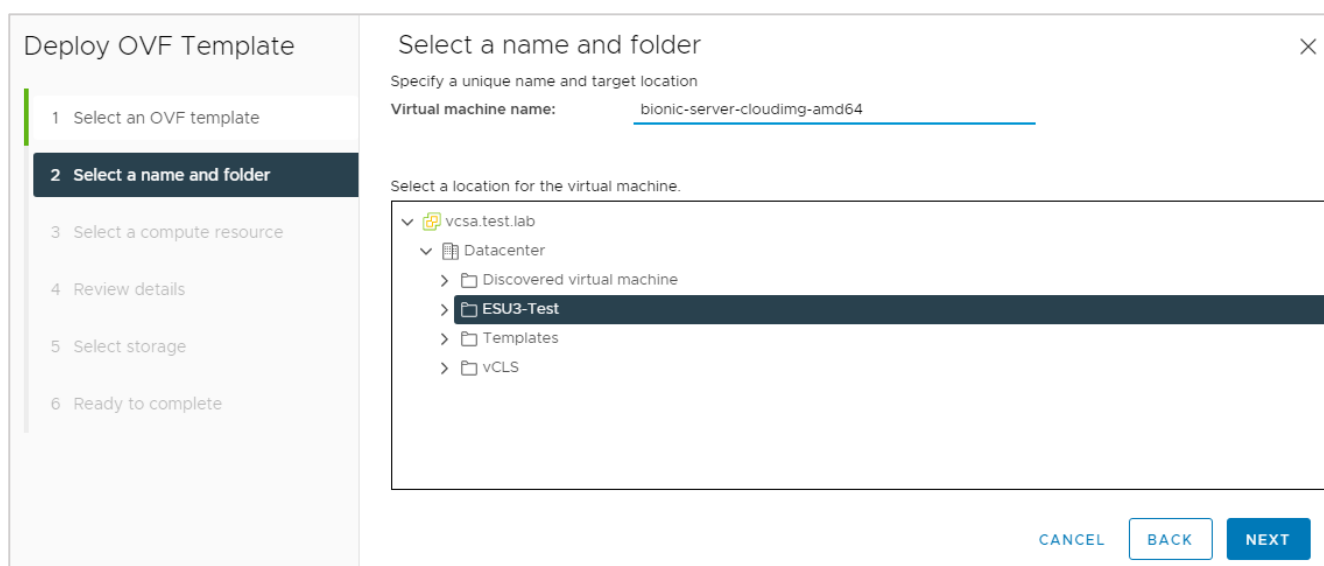 Deploy OVF Template
1 Select an OVF template
2 Select a name and folder
3 Select a compute resource
4 Review details
5 Select storage
6 Ready to complete
Select a name and folder
Specify a unique name and target location
Virtual machine name: bionic-server-cloudimg-amd64
Select a location for the virtual machine.
vcsa.test.lab
Datacenter
Discovered virtual machine
ESU3-Test
Templates
vCLS
CANCEL BACK NEXT